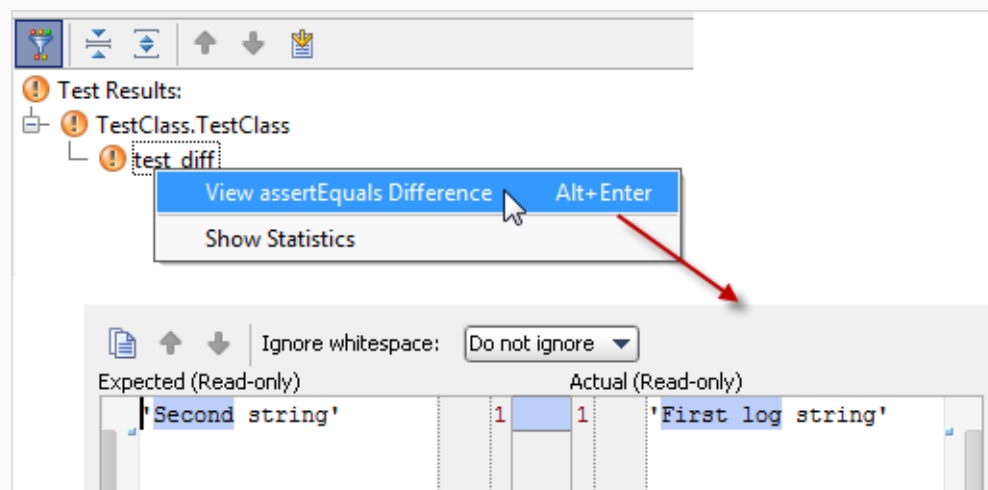 Test Results:
TestClass.TestClass
test_diff
View assertEquals Difference Alt+Enter
Show Statistics
Ignore whitespace: Do not ignore
Expected (Read-only) Actual (Read-only)
'Second string' 1 1 'First log string'